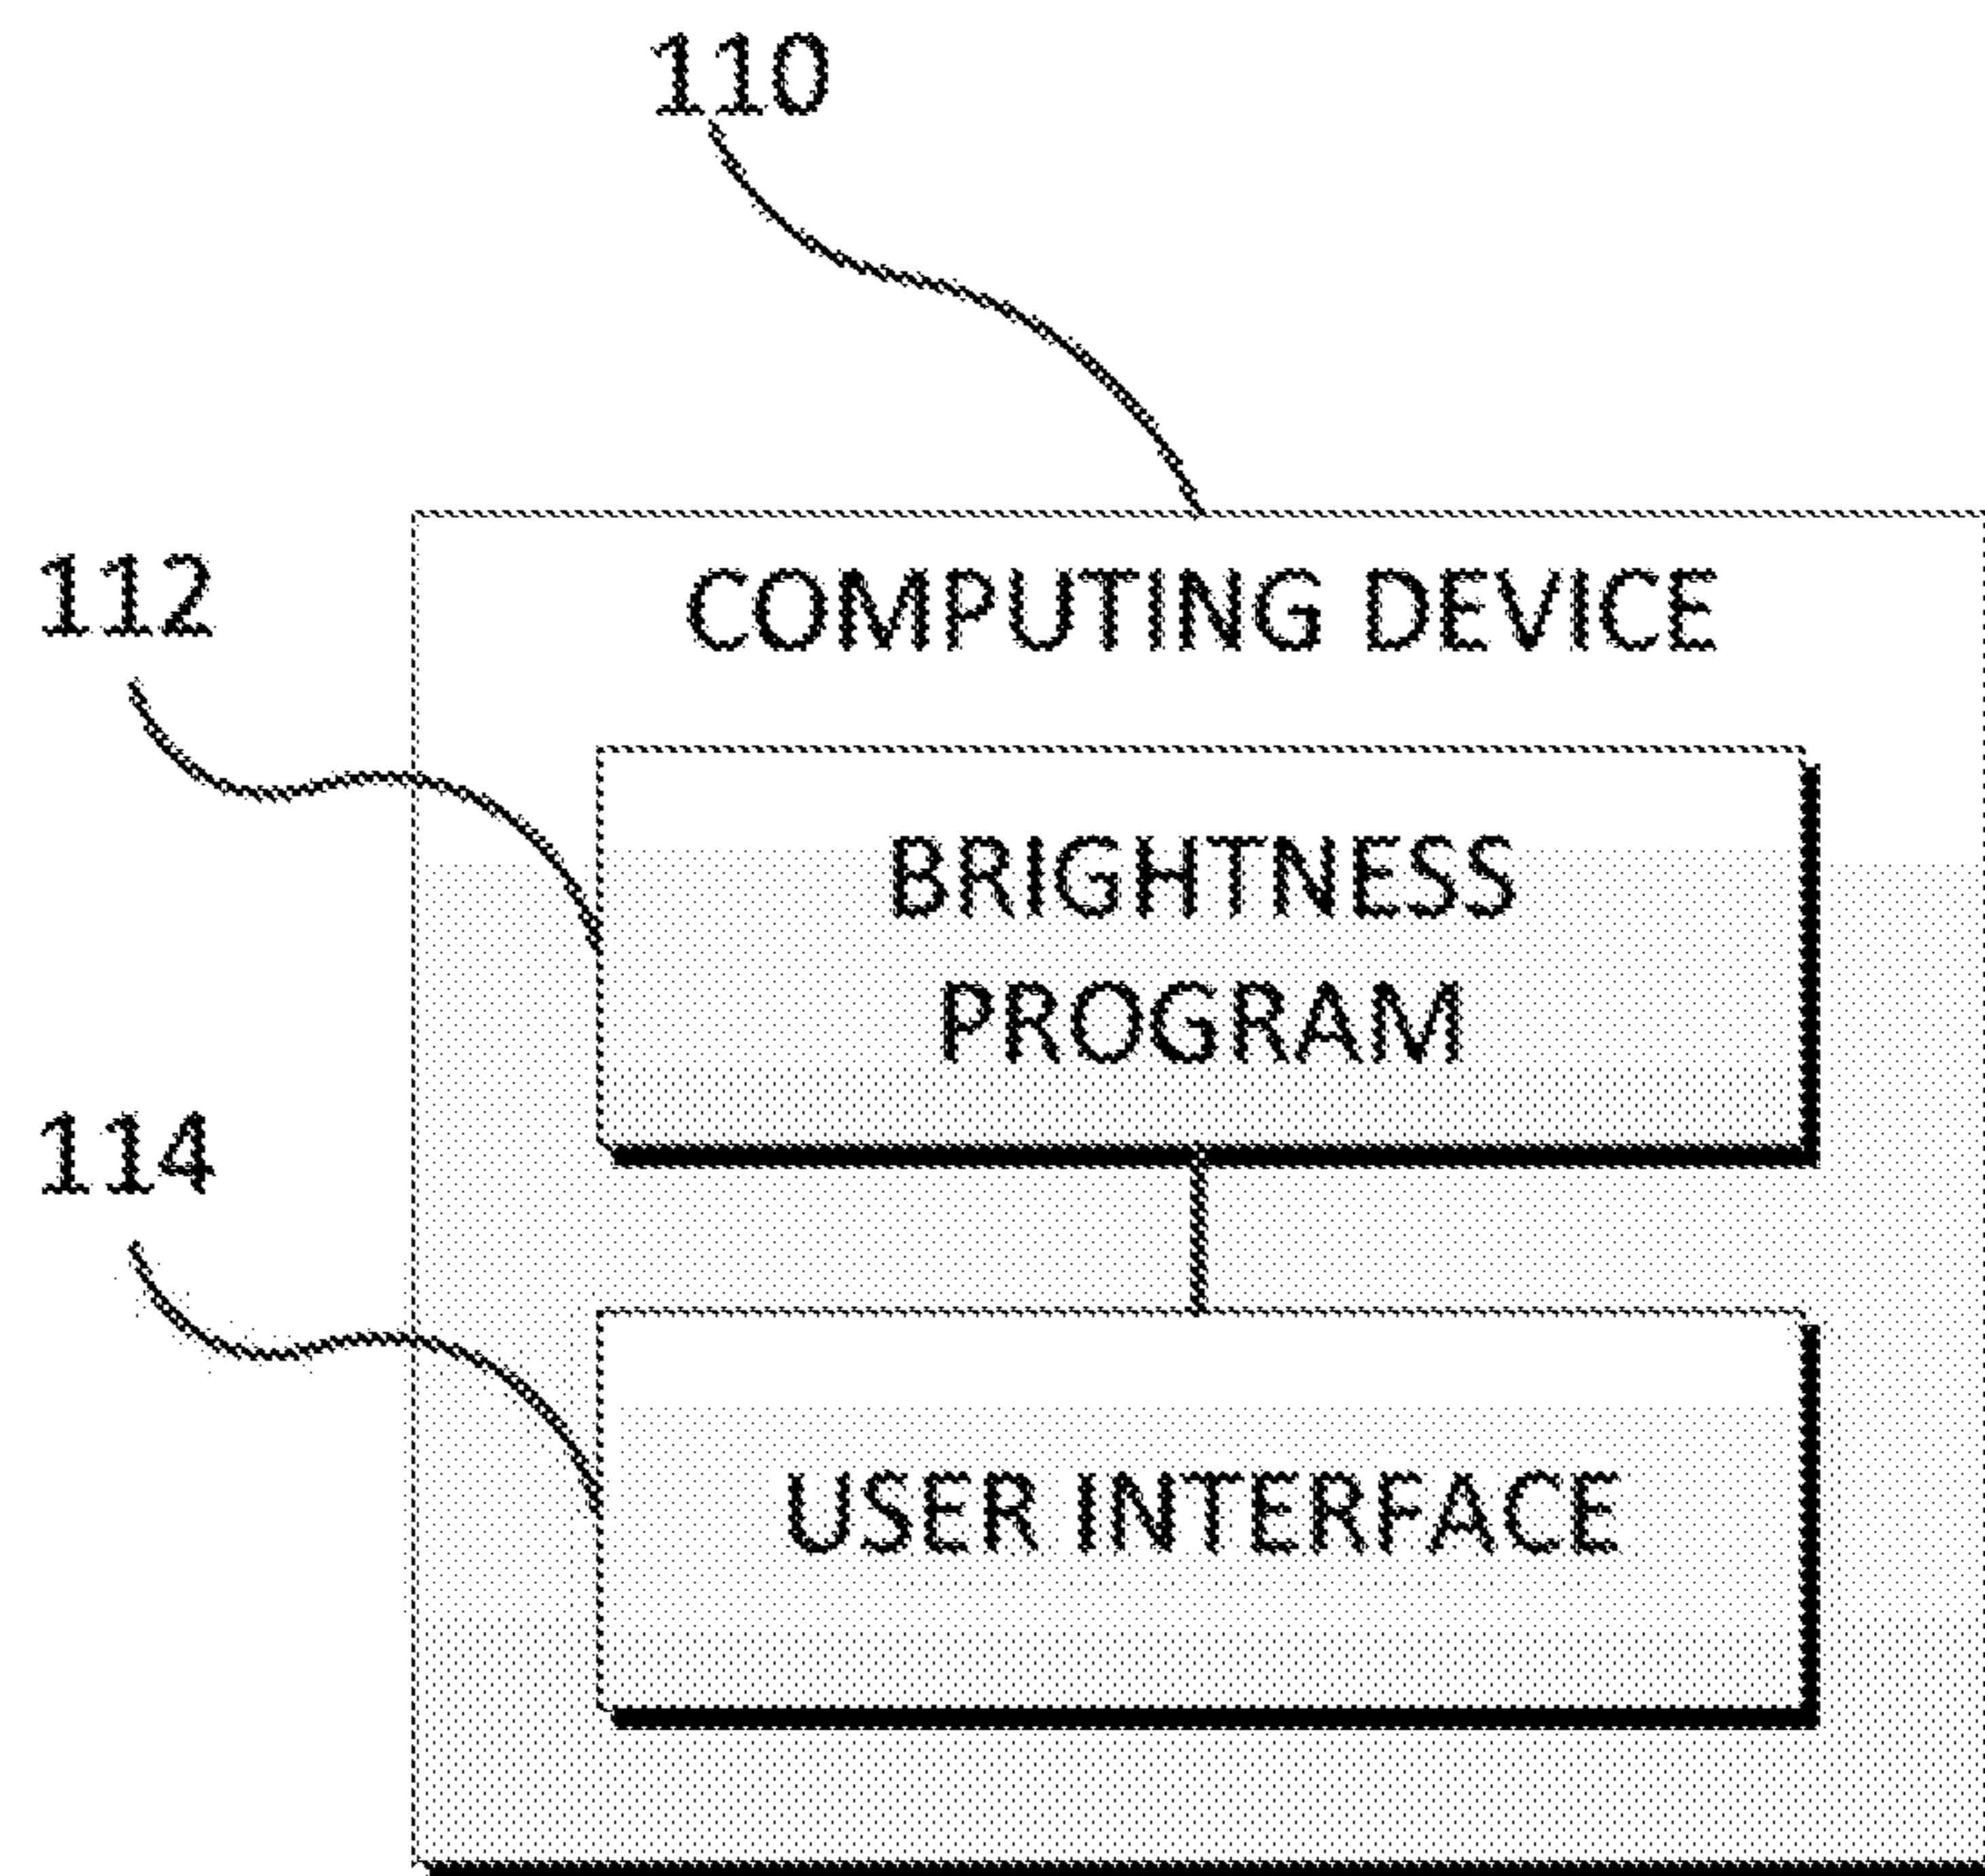 110
COMPUTING DEVICE
112
BRIGHTNESS
PROGRAM
114
USER INTERFACE